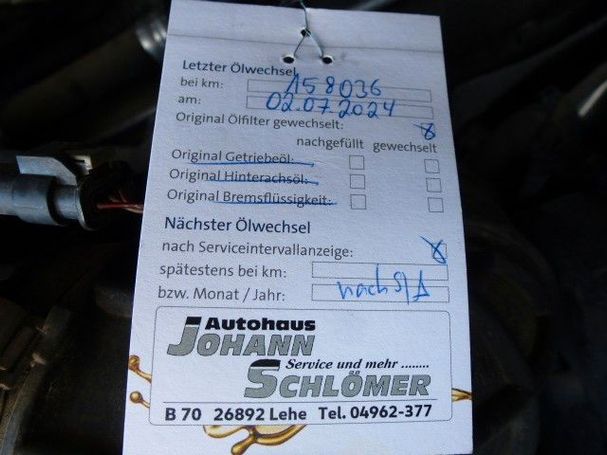 Letzter Ölwechsel
bei km: 158036
am: 02.07.2024
Original Ölfilter gewechselt:
nachgefüllt gewechselt
Original Getriebeöl:
Original Hinterachsöl:
Original Bremsflüssigkeit:
Nächster Ölwechsel
nach Serviceintervallanzeige:
spätestens bei km:
bzw. Monat / Jahr: nach S/A
Autohaus
JOHANN
Service und mehr ........
SCHLÖMER
B 70 26892 Lehe Tel. 04962-377